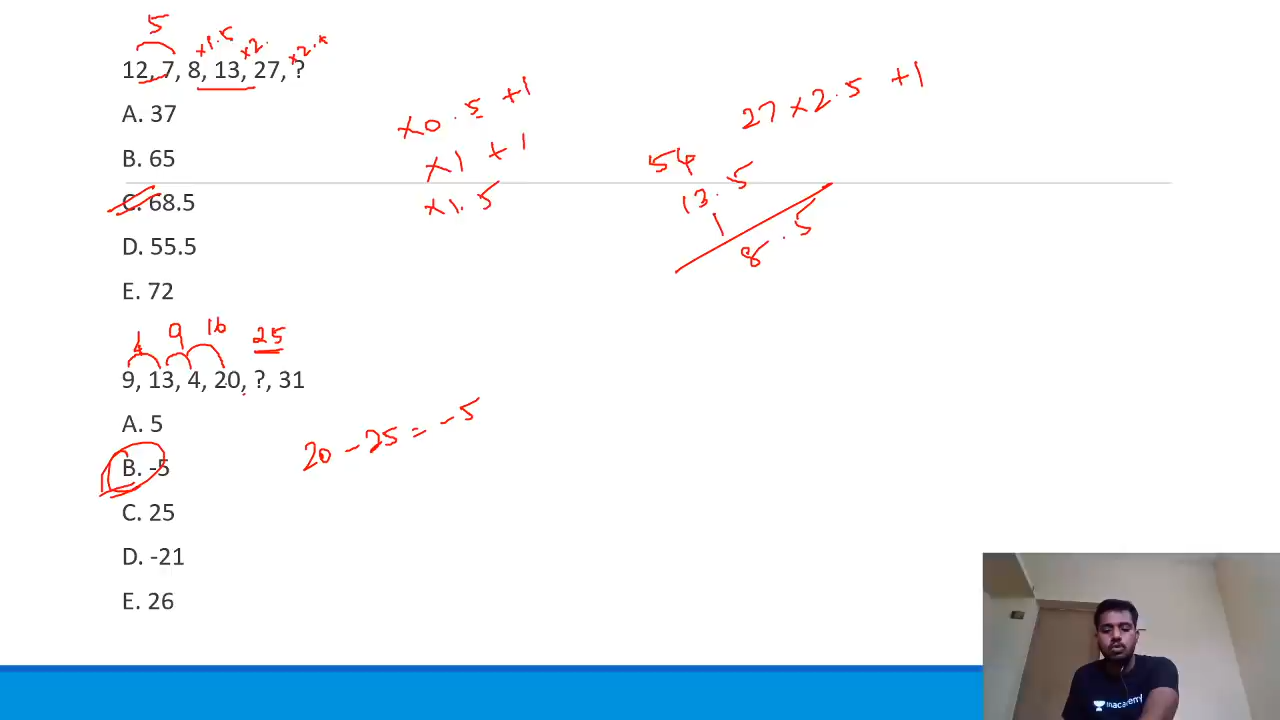 5
×1.5 ×2.
12, 7, 8, 13, 27, ?
A. 37
B. 65
C. 68.5
D. 55.5
E. 72
×0.5 +1
×1 +1
×1.5
27×2.5 +1
54
13.5
1
8.5
4 9 16 25
9, 13, 4, 20, ?, 31
A. 5
B. -5
C. 25
D. -21
E. 26
20-25=-5